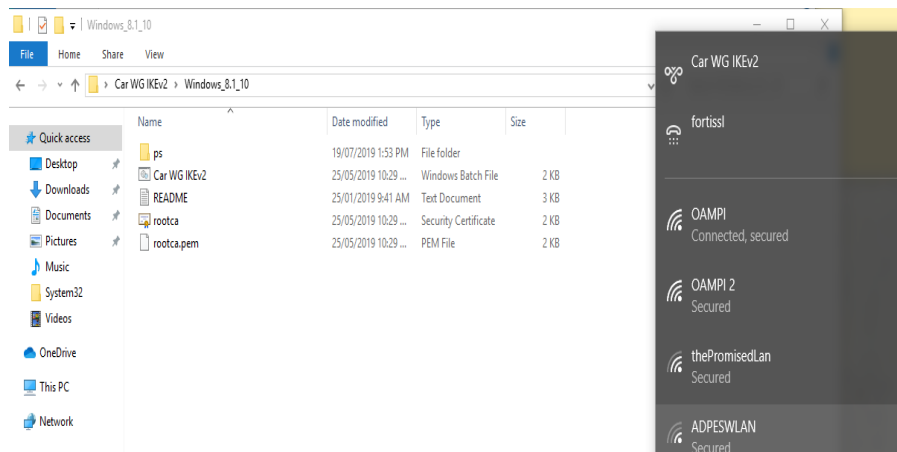 Windows_8.1_10
File Home Share View
Car WG IKEv2 > Windows_8.1_10
Name Date modified Type Size
Quick access
Desktop
Downloads
Documents
Pictures
Music
System32
Videos
OneDrive
This PC
Network
ps 19/07/2019 1:53 PM File folder
Car WG IKEv2 25/05/2019 10:29 ... Windows Batch File 2 KB
README 25/01/2019 9:41 AM Text Document 3 KB
rootca 25/05/2019 10:29 ... Security Certificate 2 KB
rootca.pem 25/05/2019 10:29 ... PEM File 2 KB
Car WG IKEv2
fortissl
OAMPI
Connected, secured
OAMPI 2
Secured
thePromisedLan
Secured
ADPESWLAN
Secured